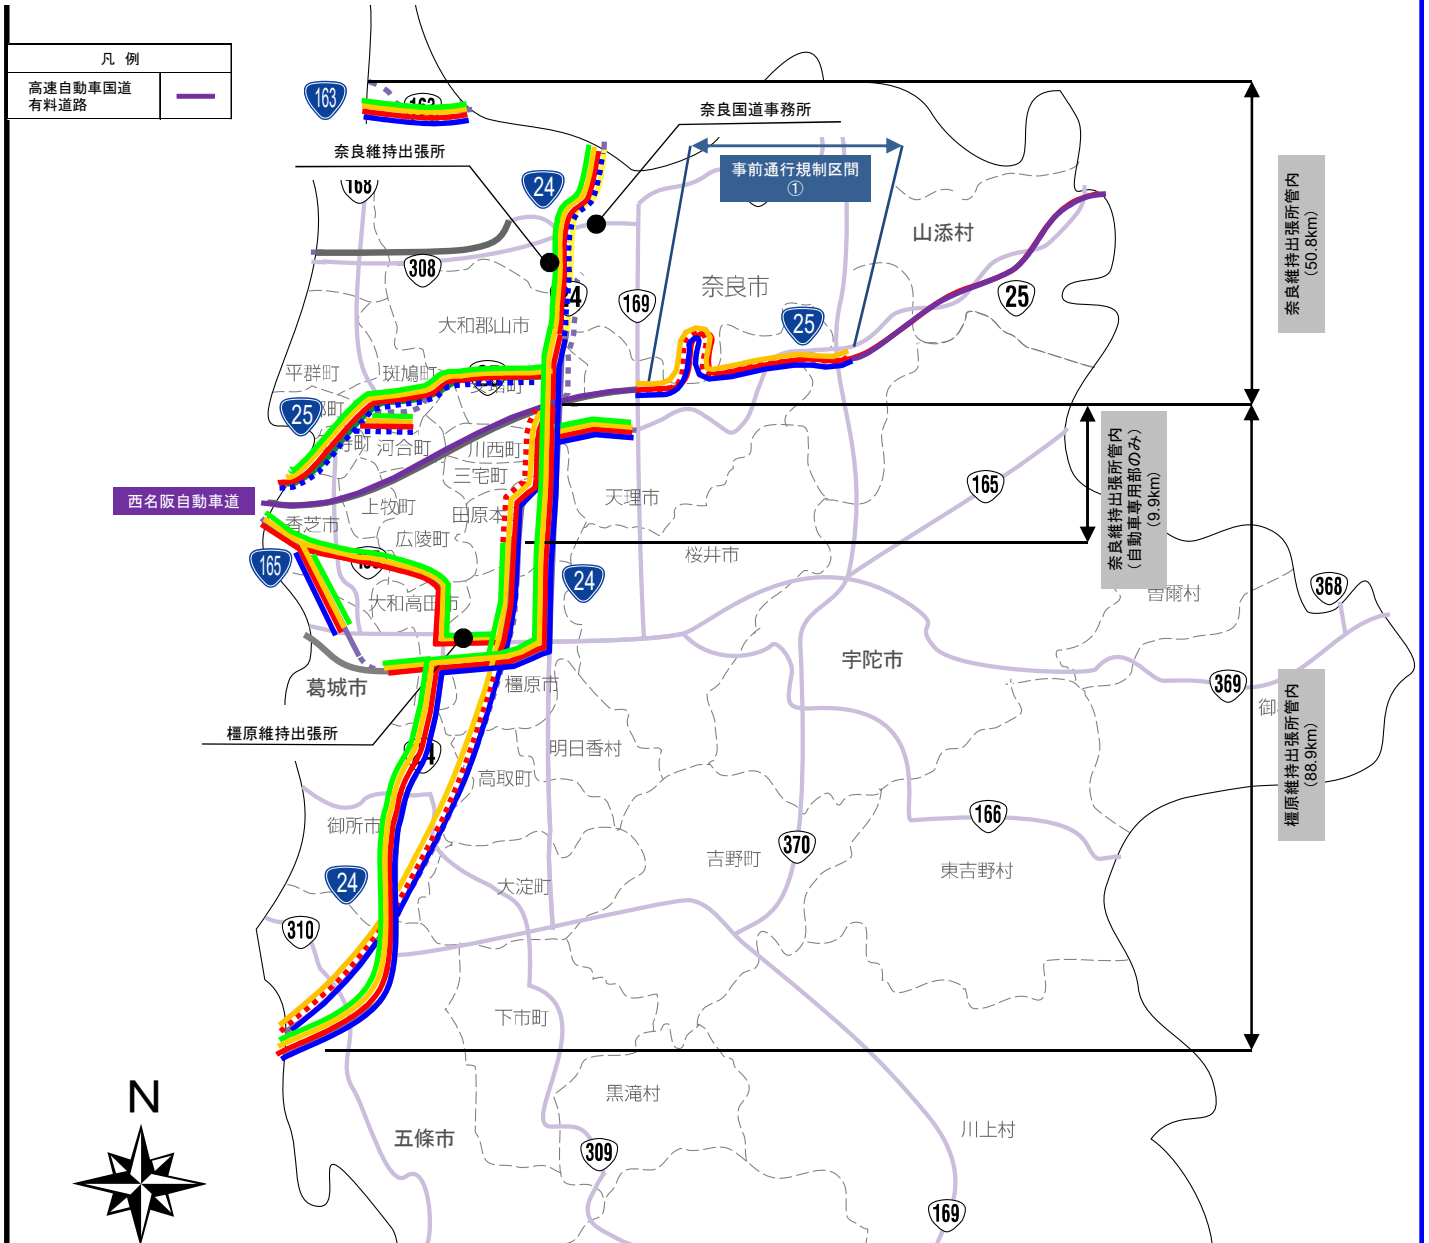 凡 例
高速自動車国道
有料道路
163
奈良国道事務所
奈良維持出張所
168
24
事前通行規制区間
①
山添村
308
奈良市
169
25
25
大和郡山市
平群町
斑鳩町
25
河合町
川西町
三宅町
西名阪自動車道
上牧町
天理市
165
香芝市
田原本
広陵町
桜井市
165
24
大和高田市
曽爾村
368
宇陀市
葛城市
橿原市
369
御
橿原維持出張所
明日香村
高取町
御所市
166
370
吉野町
東吉野村
24
大淀町
310
下市町
黒滝村
川上村
五條市
309
169
N
奈良維持出張所管内
(50.8km)
奈良維持出張所管内
(自動車専用部のみ)
(9.9km)
橿原維持出張所管内
(88.9km)